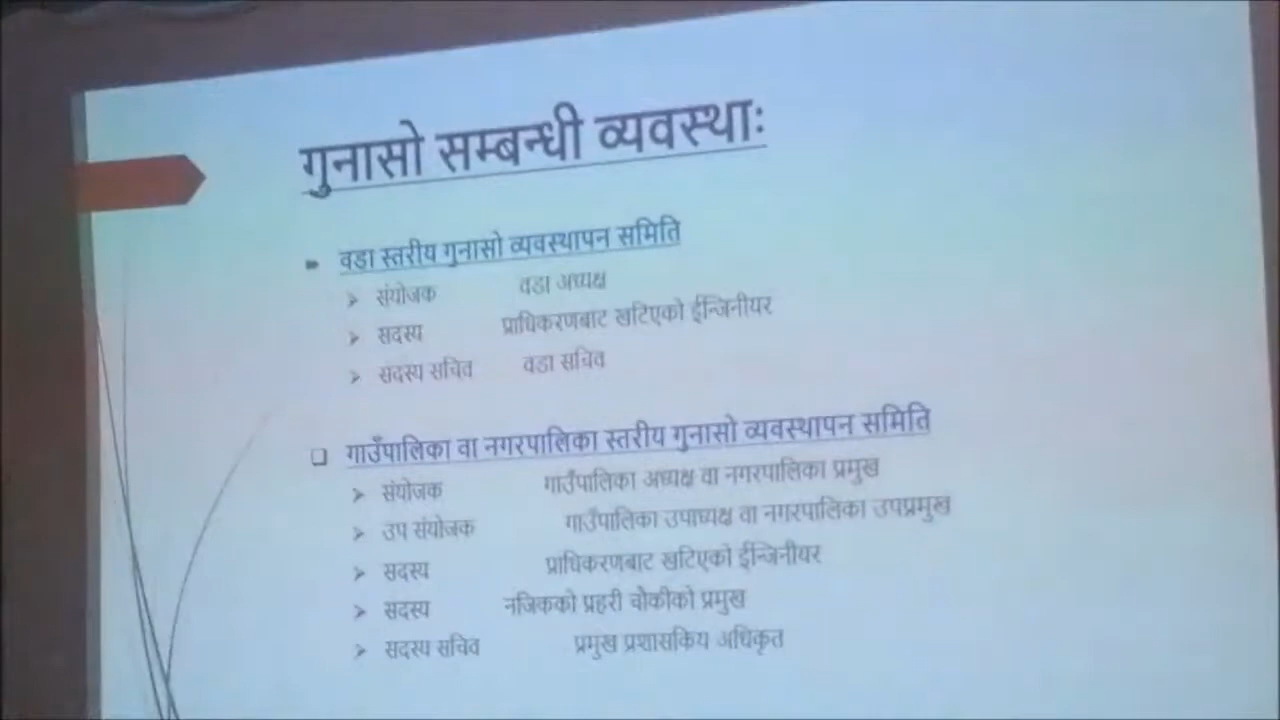 गुनासो सम्बन्धी व्यवस्थाः
वडा स्तरीय गुनासो व्यवस्थापन समिति
संयोजक वडा अध्यक्ष
सदस्य प्राधिकरणबाट खटिएको ईन्जिनीयर
सदस्य सचिव वडा सचिव
गाउँपालिका वा नगरपालिका स्तरीय गुनासो व्यवस्थापन समिति
संयोजक गाउँपालिका अध्यक्ष वा नगरपालिका प्रमुख
उप संयोजक गाउँपालिका उपाध्यक्ष वा नगरपालिका उपप्रमुख
सदस्य प्राधिकरणबाट खटिएको ईन्जिनीयर
सदस्य नजिकको प्रहरी चौकीको प्रमुख
सदस्य सचिव प्रमुख प्रशासकिय अधिकृत